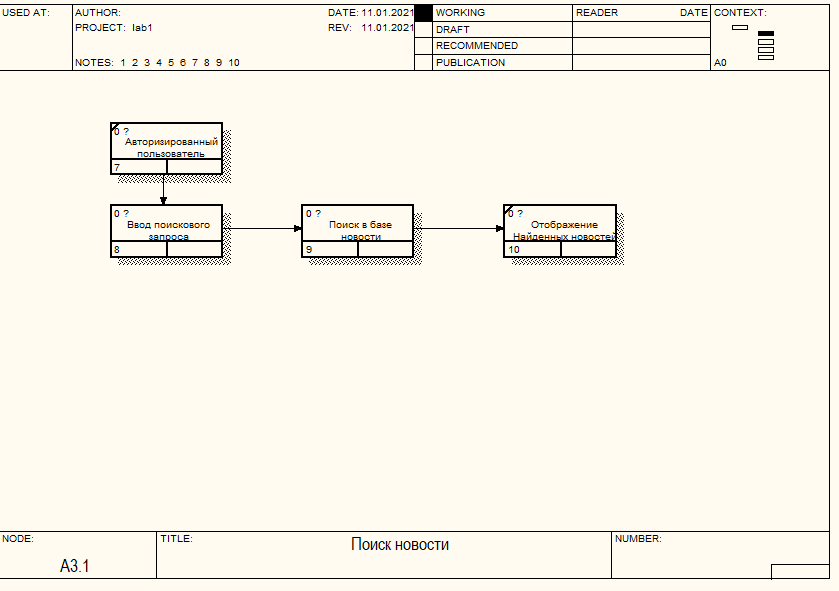 USED AT:
AUTHOR:
DATE: 11.01.2021
WORKING
READER
DATE
CONTEXT:
PROJECT: lab1
REV: 11.01.2021
DRAFT
RECOMMENDED
NOTES: 1 2 3 4 5 6 7 8 9 10
PUBLICATION
A0
0 ?
Авторизированный
пользователь
7
0 ?
Ввод поискового
запроса
8
0 ?
Поиск в базе
новости
9
0 ?
Отображение
Найденных новостей
10
NODE:
A3.1
TITLE:
Поиск новости
NUMBER: